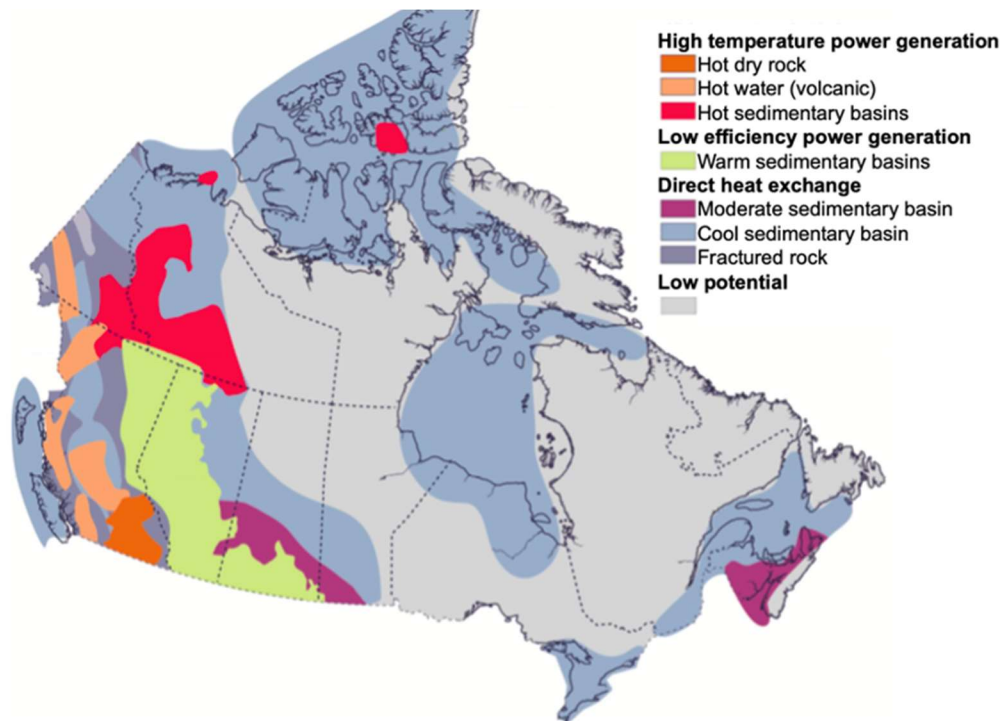 High temperature power generation
Hot dry rock
Hot water (volcanic)
Hot sedimentary basins
Low efficiency power generation
Warm sedimentary basins
Direct heat exchange
Moderate sedimentary basin
Cool sedimentary basin
Fractured rock
Low potential